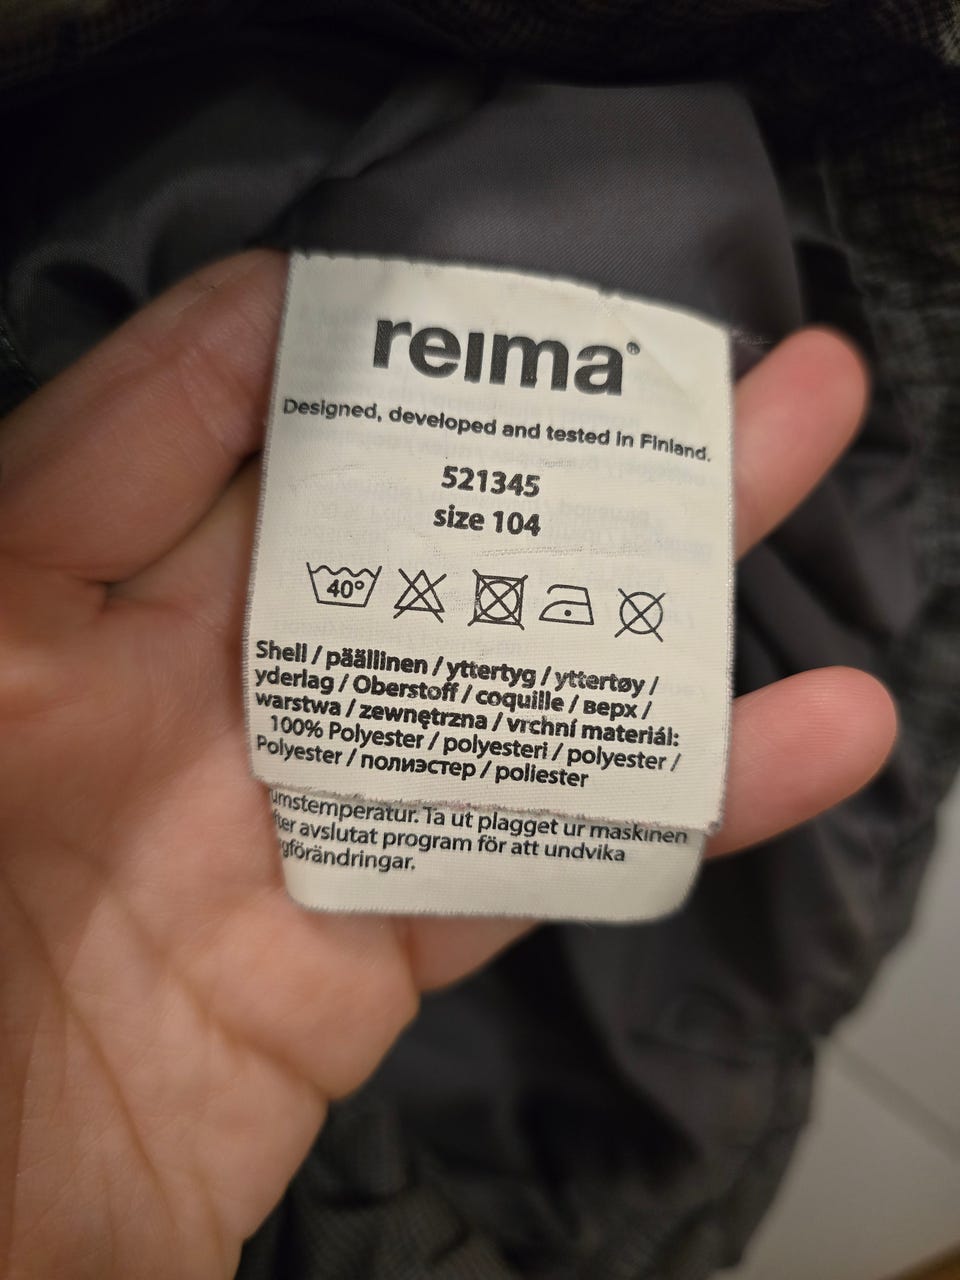 reima®
Designed, developed and tested in Finland.
521345
size 104
40°
Shell / päällinen / yttertyg / yttertøy /
yderlag / Oberstoff / coquille / верх /
warstwa / zewnętrzna / vrchní materiál:
100% Polyester / polyesteri / polyester /
Polyester / полиэстер / poliester
umstemperatur. Ta ut plagget ur maskinen
fter avslutat program för att undvika
gförändringar.